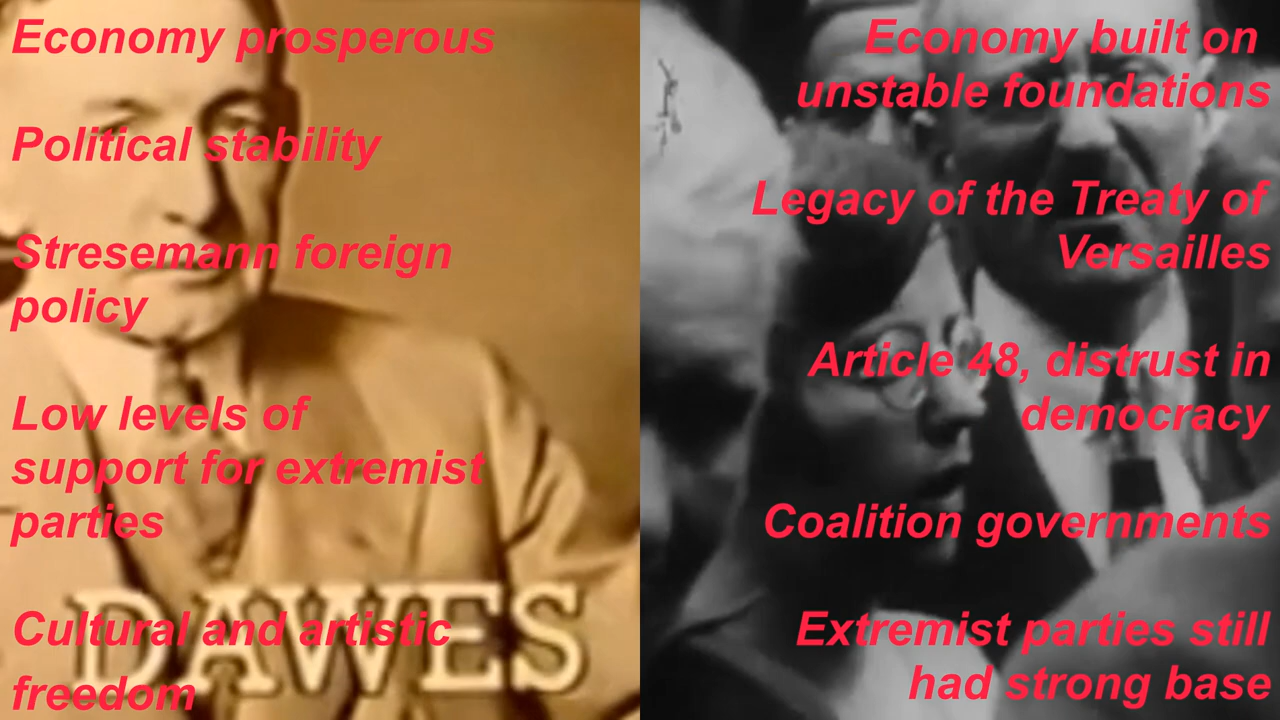 Economy prosperous
Political stability
Stresemann foreign
policy
Low levels of
support for extremist
parties
Cultural and artistic
freedom
DAWES
Economy built on
unstable foundations
Legacy of the Treaty of
Versailles
Article 48, distrust in
democracy
Coalition governments
Extremist parties still
had strong base